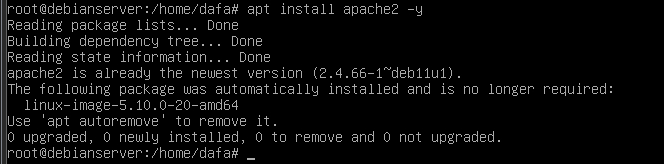 root@debianserver:/home/dafa# apt install apache2 -y
Reading package lists... Done
Building dependency tree... Done
Reading state information... Done
apache2 is already the newest version (2.4.66-1~deb11u1).
The following package was automatically installed and is no longer required:
  linux-image-5.10.0-20-amd64
Use 'apt autoremove' to remove it.
0 upgraded, 0 newly installed, 0 to remove and 0 not upgraded.
root@debianserver:/home/dafa# _